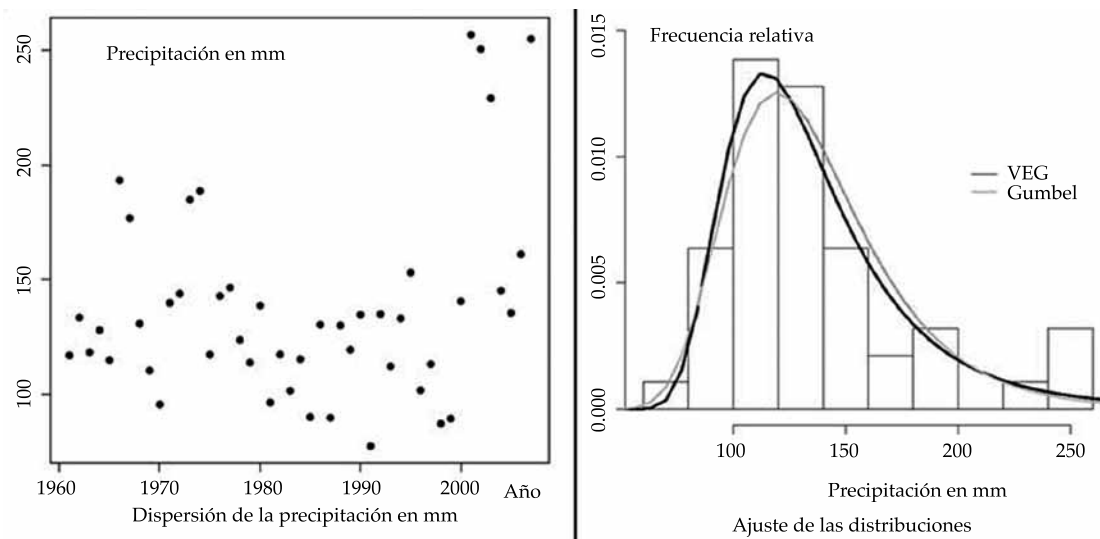 Precipitación en mm
250
200
150
100
1960 1970 1980 1990 2000 Año
Dispersión de la precipitación en mm
Frecuencia relativa
0.015
0.010
0.005
0.000
VEG
Gumbel
100 150 200 250
Precipitación en mm
Ajuste de las distribuciones